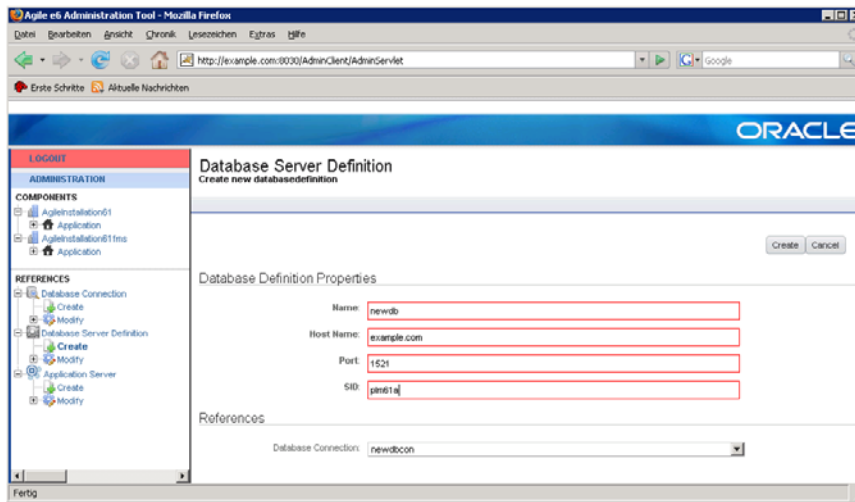 Agile e6 Administration Tool - Mozilla Firefox
Datei Bearbeiten Ansicht Chronik Lesezeichen Extras Hilfe
http://example.com:8030/AdminClient/AdminServlet
Google
Erste Schritte Aktuelle Nachrichten
ORACLE
LOGOUT
ADMINISTRATION
COMPONENTS
AgileInstallation61
Application
AgileInstallation61fms
Application
REFERENCES
Database Connection
Create
Modify
Database Server Definition
Create
Modify
Application Server
Create
Modify
Database Server Definition
Create new databasedefinition
Create Cancel
Database Definition Properties
Name: newdb
Host Name: example.com
Port: 1521
SID: plm61a
References
Database Connection: newdbcon
Fertig